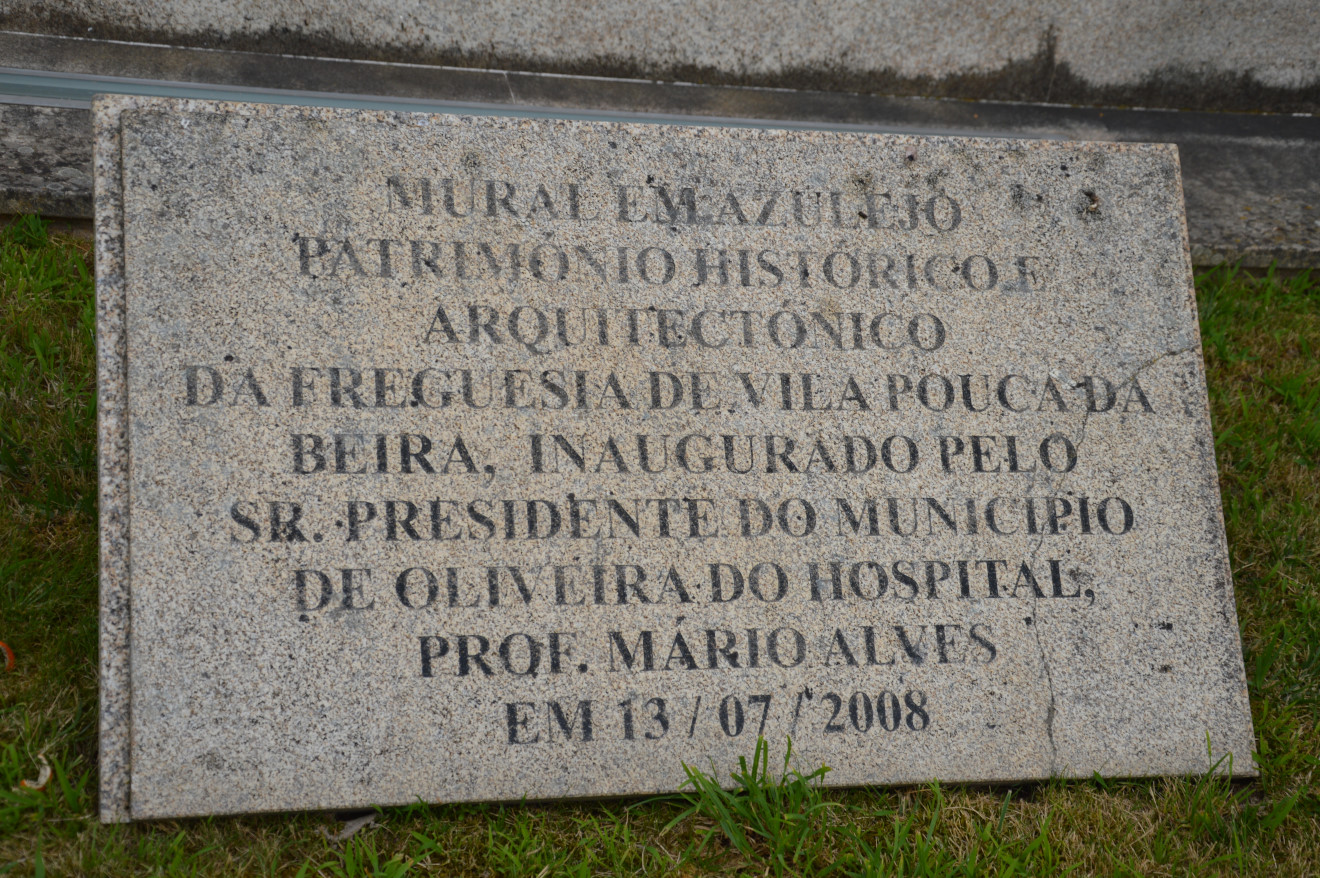 MURAL EM AZULEJO
PATRIMÓNIO HISTÓRICO E
ARQUITECTÓNICO
DA FREGUESIA DE VILA POUCA DA
BEIRA, INAUGURADO PELO
SR. PRESIDENTE DO MUNICIPIO
DE OLIVEIRA DO HOSPITAL,
PROF. MÁRIO ALVES
EM 13 / 07 / 2008